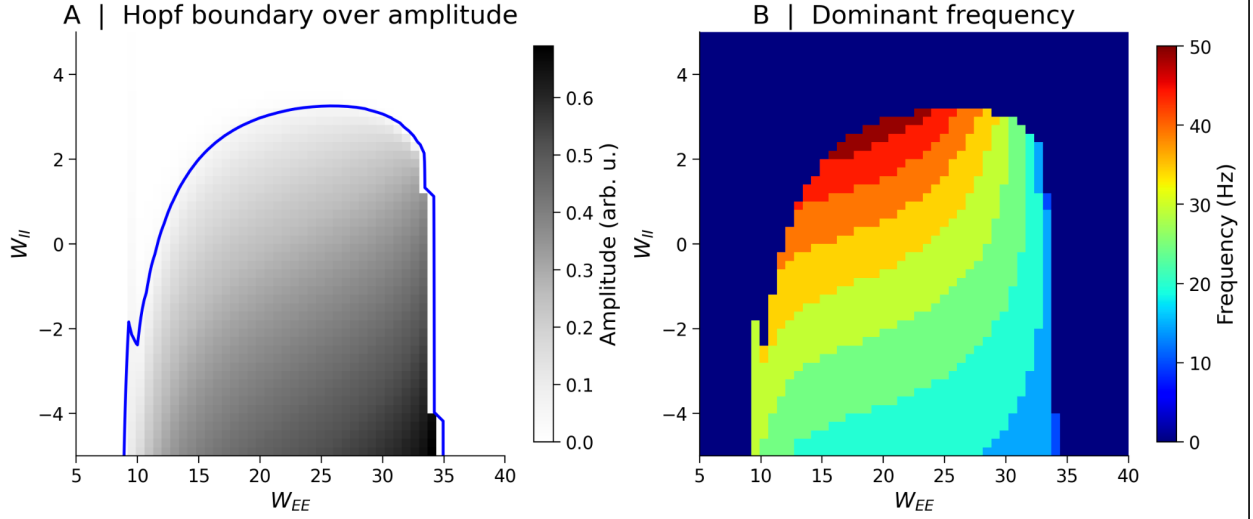 A | Hopf boundary over amplitude
4
2
0
−2
−4
W_II
5 10 15 20 25 30 35 40
W_EE
0.6
0.5
0.4
0.3
0.2
0.1
0.0
Amplitude (arb. u.)
B | Dominant frequency
4
2
0
−2
−4
W_II
5 10 15 20 25 30 35 40
W_EE
50
40
30
20
10
0
Frequency (Hz)